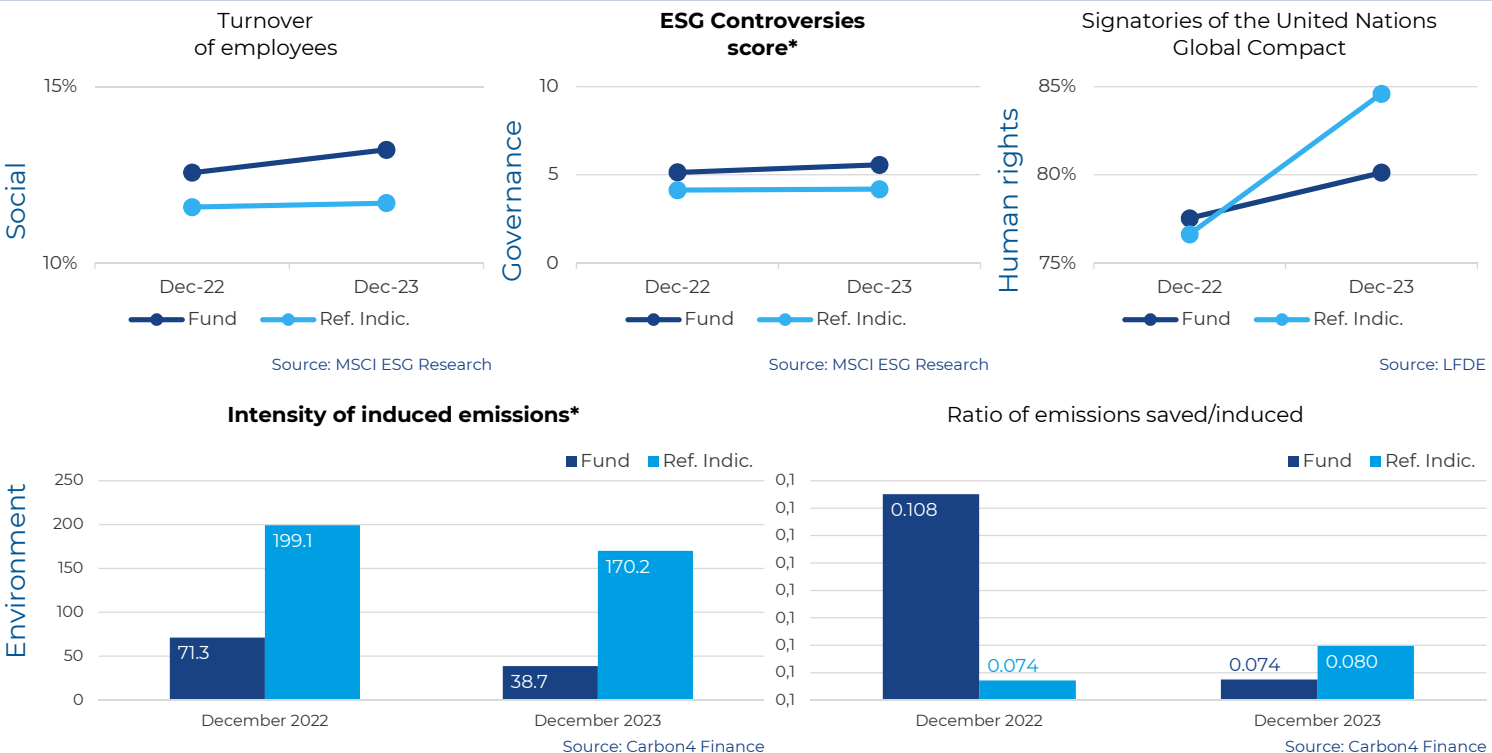 Turnover
of employees
15%
10%
Social
Dec-22
Dec-23
Fund
Ref. Indic.
Source: MSCI ESG Research
ESG Controversies
score*
10
5
0
Governance
Dec-22
Dec-23
Fund
Ref. Indic.
Source: MSCI ESG Research
Signatories of the United Nations
Global Compact
85%
80%
75%
Human rights
Dec-22
Dec-23
Fund
Ref. Indic.
Source: LFDE
Intensity of induced emissions*
Fund
Ref. Indic.
Environment
250
200
150
100
50
0
71.3
199.1
38.7
170.2
December 2022
December 2023
Source: Carbon4 Finance
Ratio of emissions saved/induced
Fund
Ref. Indic.
0,1
0,1
0,1
0,1
0,1
0,1
0,1
0,1
0,1
0.108
0.074
0.074
0.080
December 2022
December 2023
Source: Carbon4 Finance